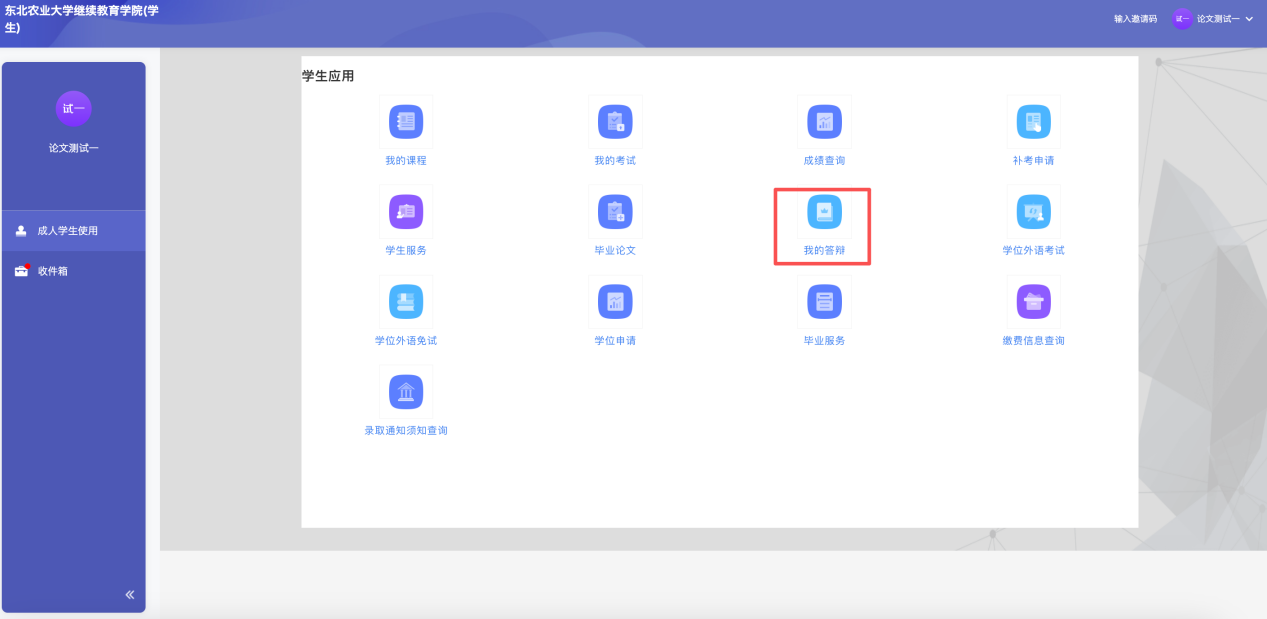 东北农业大学继续教育学院(学
生)
输入邀请码
试一
论文测试一
试一
论文测试一
成人学生使用
收件箱
学生应用
我的课程
我的考试
成绩查询
补考申请
学生服务
毕业论文
我的答辩
学位外语考试
学位外语免试
学位申请
毕业服务
缴费信息查询
录取通知须知查询